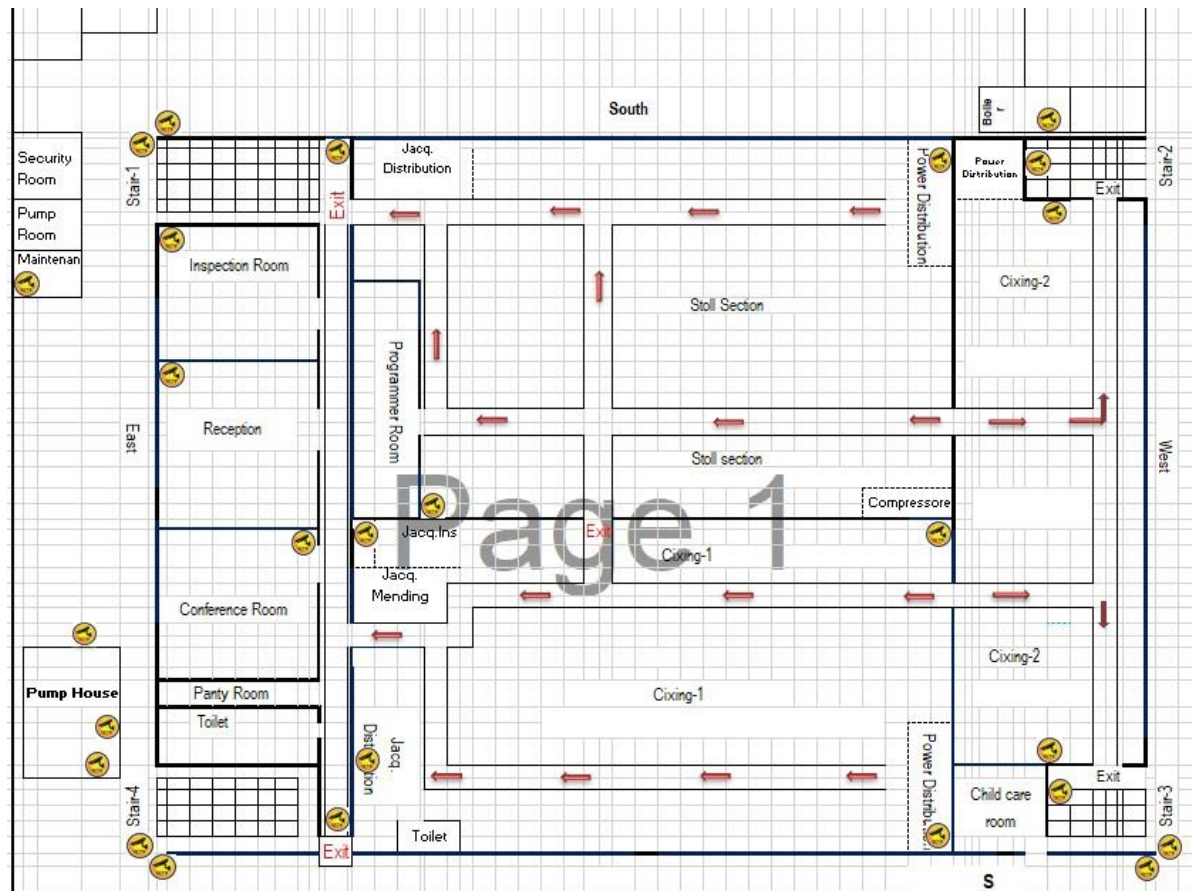 South
Boile
r
Security
Room
Stair-1
Jacq.
Distribution
Power Distribution
Power
Distribution
Stair-2
Exit
Exit
Pump
Room
Maintenan
Inspection Room
Cixing-2
Stoll Section
Programmer Room
East
Reception
Stoll section
West
Page 1
Compressore
Jacq.Ins
Exit
Cixing-1
Jacq.
Mending
Conference Room
Cixing-2
Pump House
Panty Room
Cixing-1
Toilet
Jacq.
Distribution
Power Distribution
Stair-4
Exit
Child care
room
Stair-3
Toilet
Exit
S